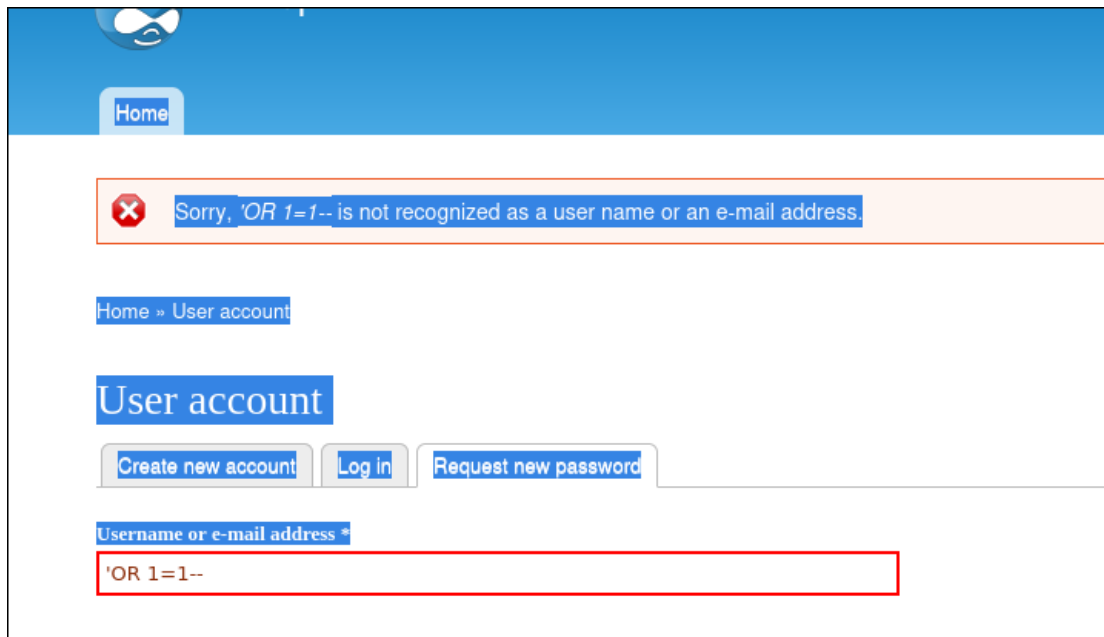 Home
Sorry, 'OR 1=1-- is not recognized as a user name or an e-mail address.
Home » User account
User account
Create new account Log in Request new password
Username or e-mail address *
'OR 1=1--